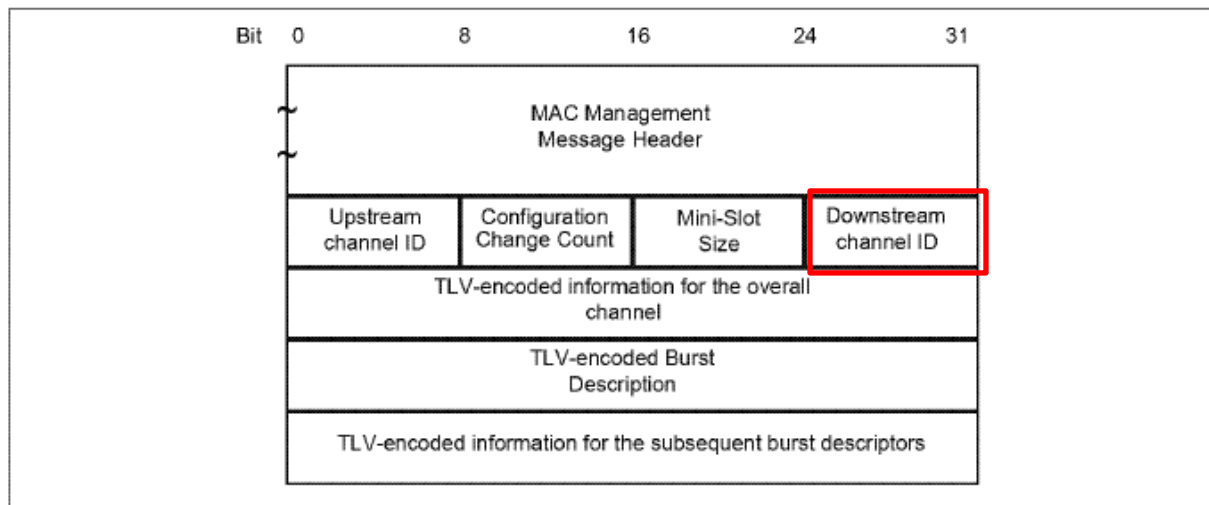 Bit 0 8 16 24 31
~
MAC Management
Message Header
~
Upstream channel ID Configuration Change Count Mini-Slot Size Downstream channel ID
TLV-encoded information for the overall
channel
TLV-encoded Burst
Description
TLV-encoded information for the subsequent burst descriptors